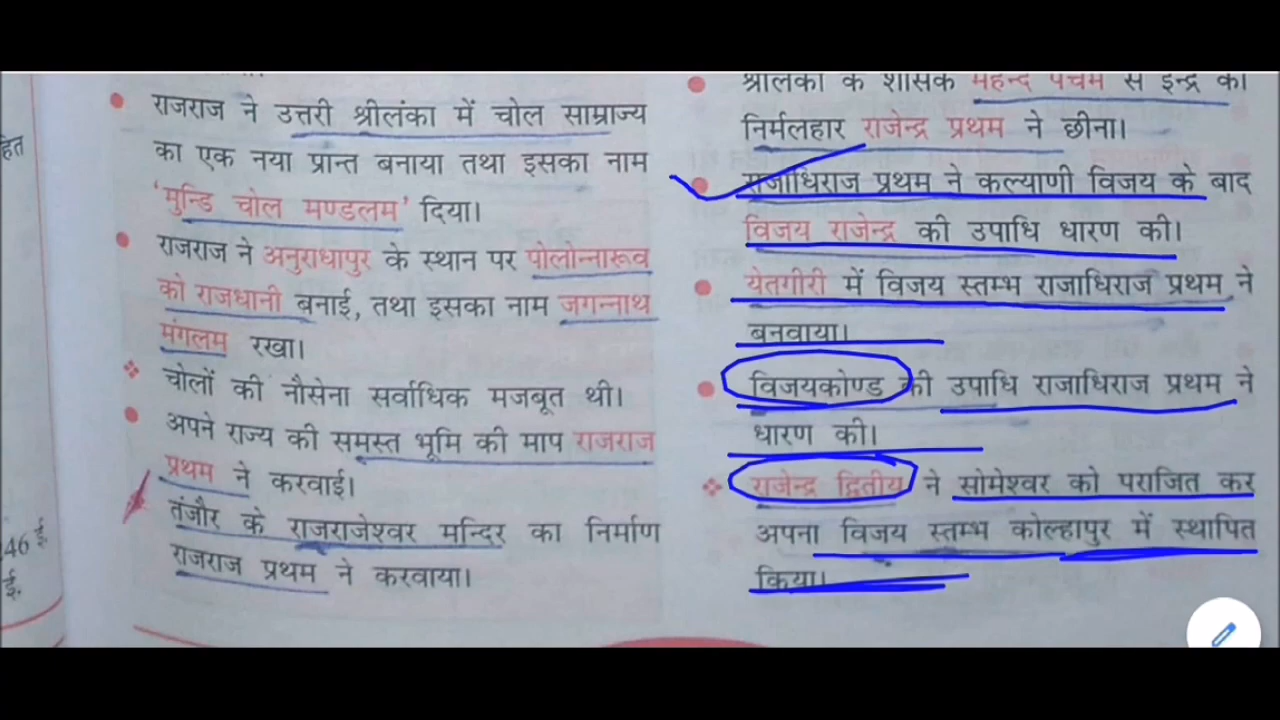 हित
46 ई
ई.
राजराज ने उत्तरी श्रीलंका में चोल साम्राज्य
का एक नया प्रान्त बनाया तथा इसका नाम
'मुन्डि चोल मण्डलम' दिया।
राजराज ने अनुराधापुर के स्थान पर पोलोन्नारूव
को राजधानी बनाई, तथा इसका नाम जगन्नाथ
मंगलम रखा।
चोलों की नौसेना सर्वाधिक मजबूत थी।
अपने राज्य की समस्त भूमि की माप राजराज
प्रथम ने करवाई।
तंजौर के राजराजेश्वर मन्दिर का निर्माण
राजराज प्रथम ने करवाया।
श्रीलंका के शासक महेन्द्र पंचम से इन्द्र का
निर्मलहार राजेन्द्र प्रथम ने छीना।
राजाधिराज प्रथम ने कल्याणी विजय के बाद
विजय राजेन्द्र की उपाधि धारण की।
येतगीरी में विजय स्तम्भ राजाधिराज प्रथम ने
बनवाया।
विजयकोण्ड की उपाधि राजाधिराज प्रथम ने
धारण की।
राजेन्द्र द्वितीय ने सोमेश्वर को पराजित कर
अपना विजय स्तम्भ कोल्हापुर में स्थापित
किया।